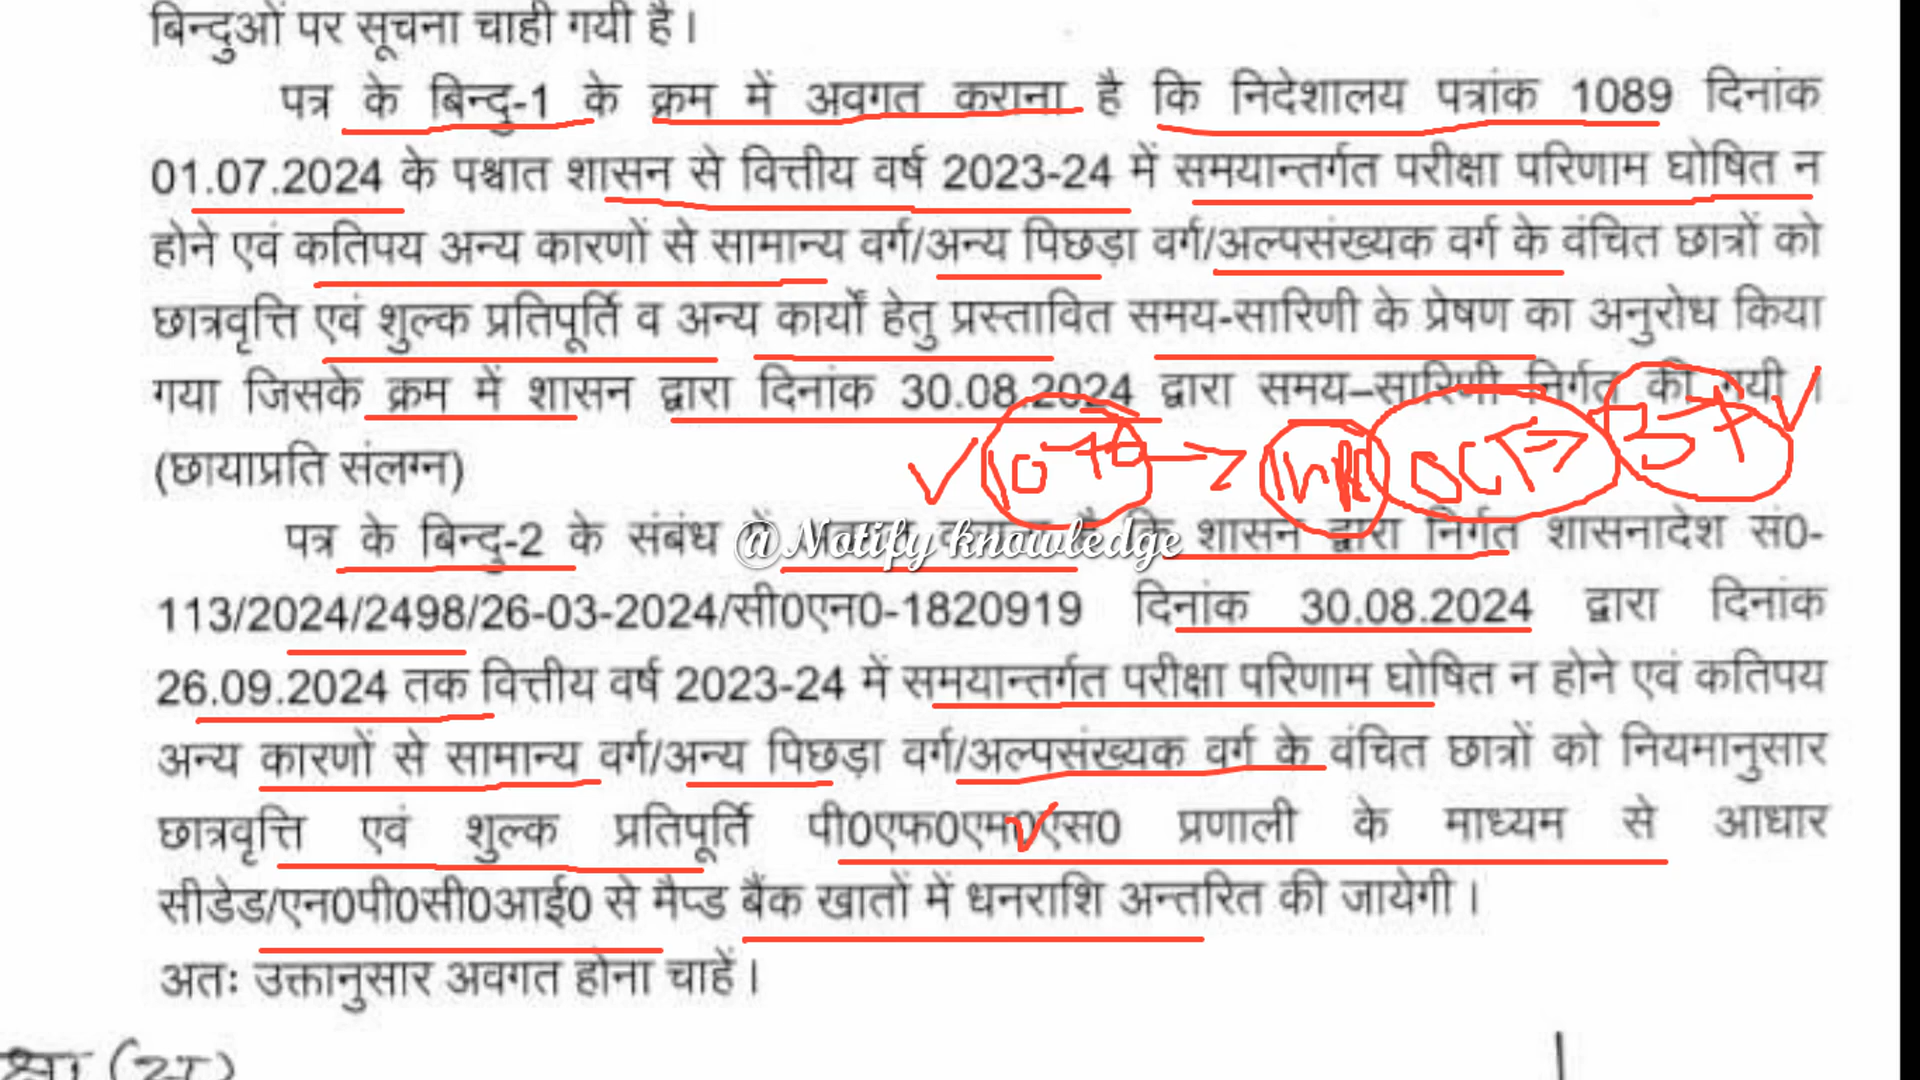 बिन्दुओं पर सूचना चाही गयी है।
पत्र के बिन्दु-1 के क्रम में अवगत कराना है कि निदेशालय पत्रांक 1089 दिनांक
01.07.2024 के पश्चात शासन से वित्तीय वर्ष 2023-24 में समयान्तर्गत परीक्षा परिणाम घोषित न
होने एवं कतिपय अन्य कारणों से सामान्य वर्ग/अन्य पिछड़ा वर्ग/अल्पसंख्यक वर्ग के वंचित छात्रों को
छात्रवृत्ति एवं शुल्क प्रतिपूर्ति व अन्य कार्यों हेतु प्रस्तावित समय-सारिणी के प्रेषण का अनुरोध किया
गया जिसके क्रम में शासन द्वारा दिनांक 30.08.2024 द्वारा समय–सारिणी निर्गत की गयी।
(छायाप्रति संलग्न)
पत्र के बिन्दु-2 के संबंध में है कि शासन द्वारा निर्गत शासनादेश सं0-
@Notify knowledge
113/2024/2498/26-03-2024/सी0एन0-1820919 दिनांक 30.08.2024 द्वारा दिनांक
26.09.2024 तक वित्तीय वर्ष 2023-24 में समयान्तर्गत परीक्षा परिणाम घोषित न होने एवं कतिपय
अन्य कारणों से सामान्य वर्ग/अन्य पिछड़ा वर्ग/अल्पसंख्यक वर्ग के वंचित छात्रों को नियमानुसार
छात्रवृत्ति एवं शुल्क प्रतिपूर्ति पी0एफ0एम0एस0 प्रणाली के माध्यम से आधार
सीडेड/एन0पी0सी0आई0 से मैप्ड बैंक खातों में धनराशि अन्तरित की जायेगी।
अतः उक्तानुसार अवगत होना चाहें।